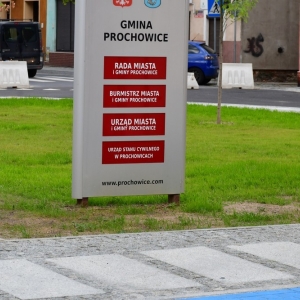 GMINA
PROCHOWICE
RADA MIASTA
I GMINY PROCHOWICE
BURMISTRZ MIASTA
I GMINY PROCHOWICE
URZĄD MIASTA
I GMINY PROCHOWICE
URZĄD STANU CYWILNEGO
W PROCHOWICACH
www.prochowice.com